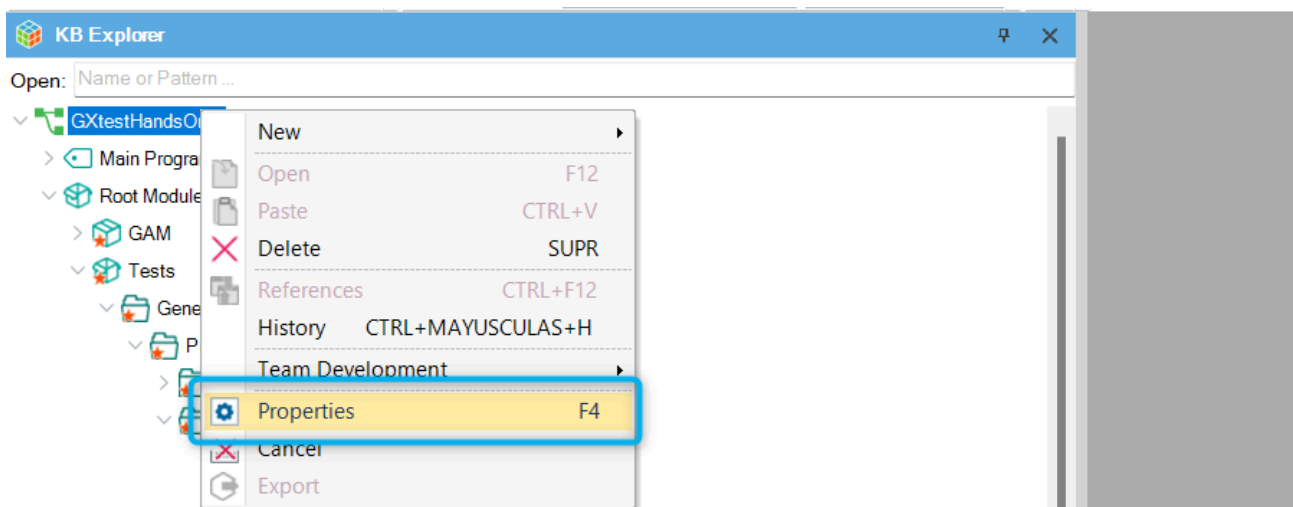 KB Explorer
Open: Name or Pattern ...
GXtestHandsO
New
Main Progra
Open F12
Root Module
Paste CTRL+V
GAM
Delete SUPR
Tests
References CTRL+F12
Gene
History CTRL+MAYUSCULAS+H
P
Team Development
Properties F4
Cancel
Export